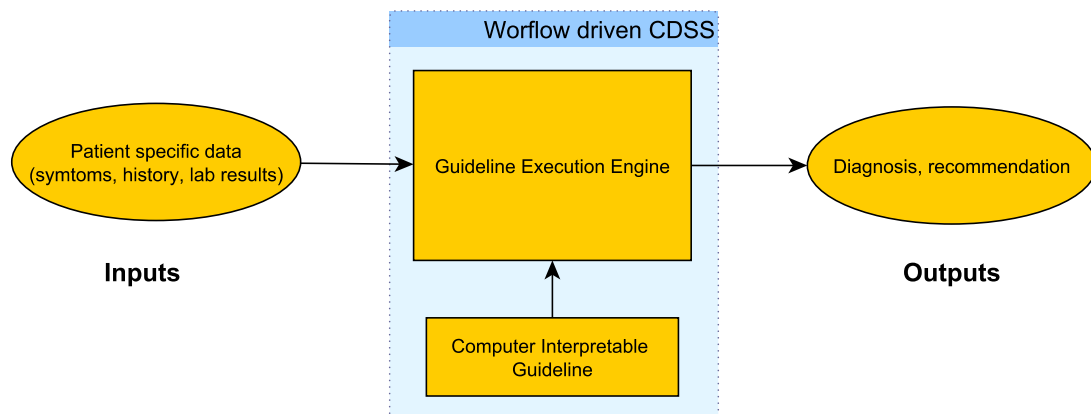 Worflow driven CDSS
Patient specific data
(symtoms, history, lab results)
Guideline Execution Engine
Diagnosis, recommendation
Inputs
Outputs
Computer Interpretable
Guideline